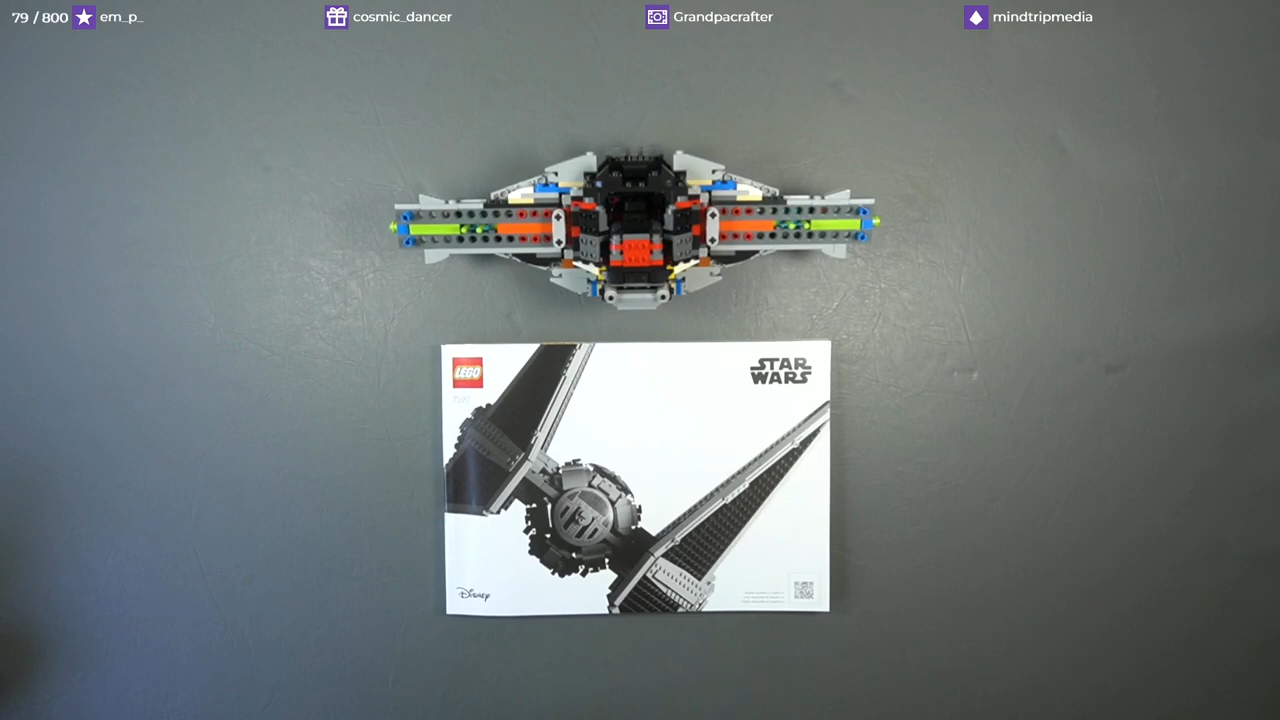 79 / 800
em_p_
cosmic_dancer
Grandpacrafter
mindtripmedia
LEGO
STAR
WARS
Disney